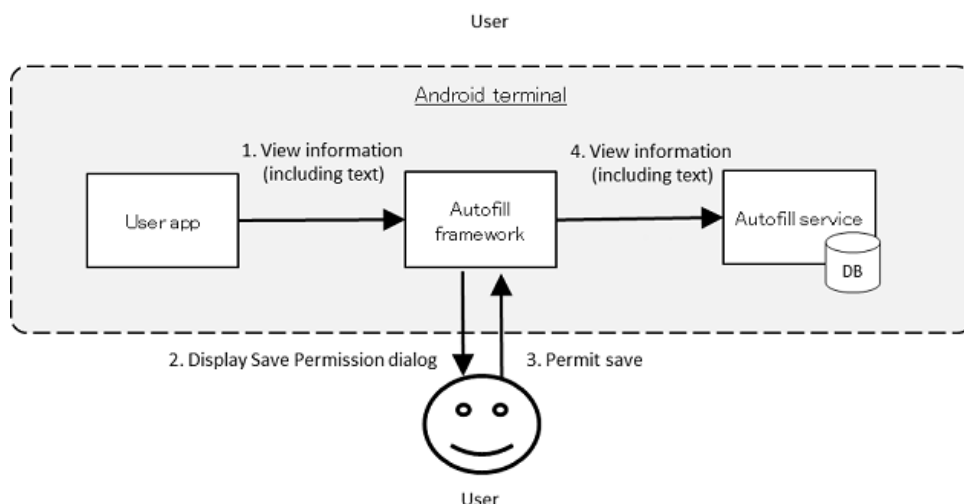 User
Android terminal
1. View information
(including text)
4. View information
(including text)
User app
Autofill
framework
Autofill service
DB
2. Display Save Permission dialog
3. Permit save
User